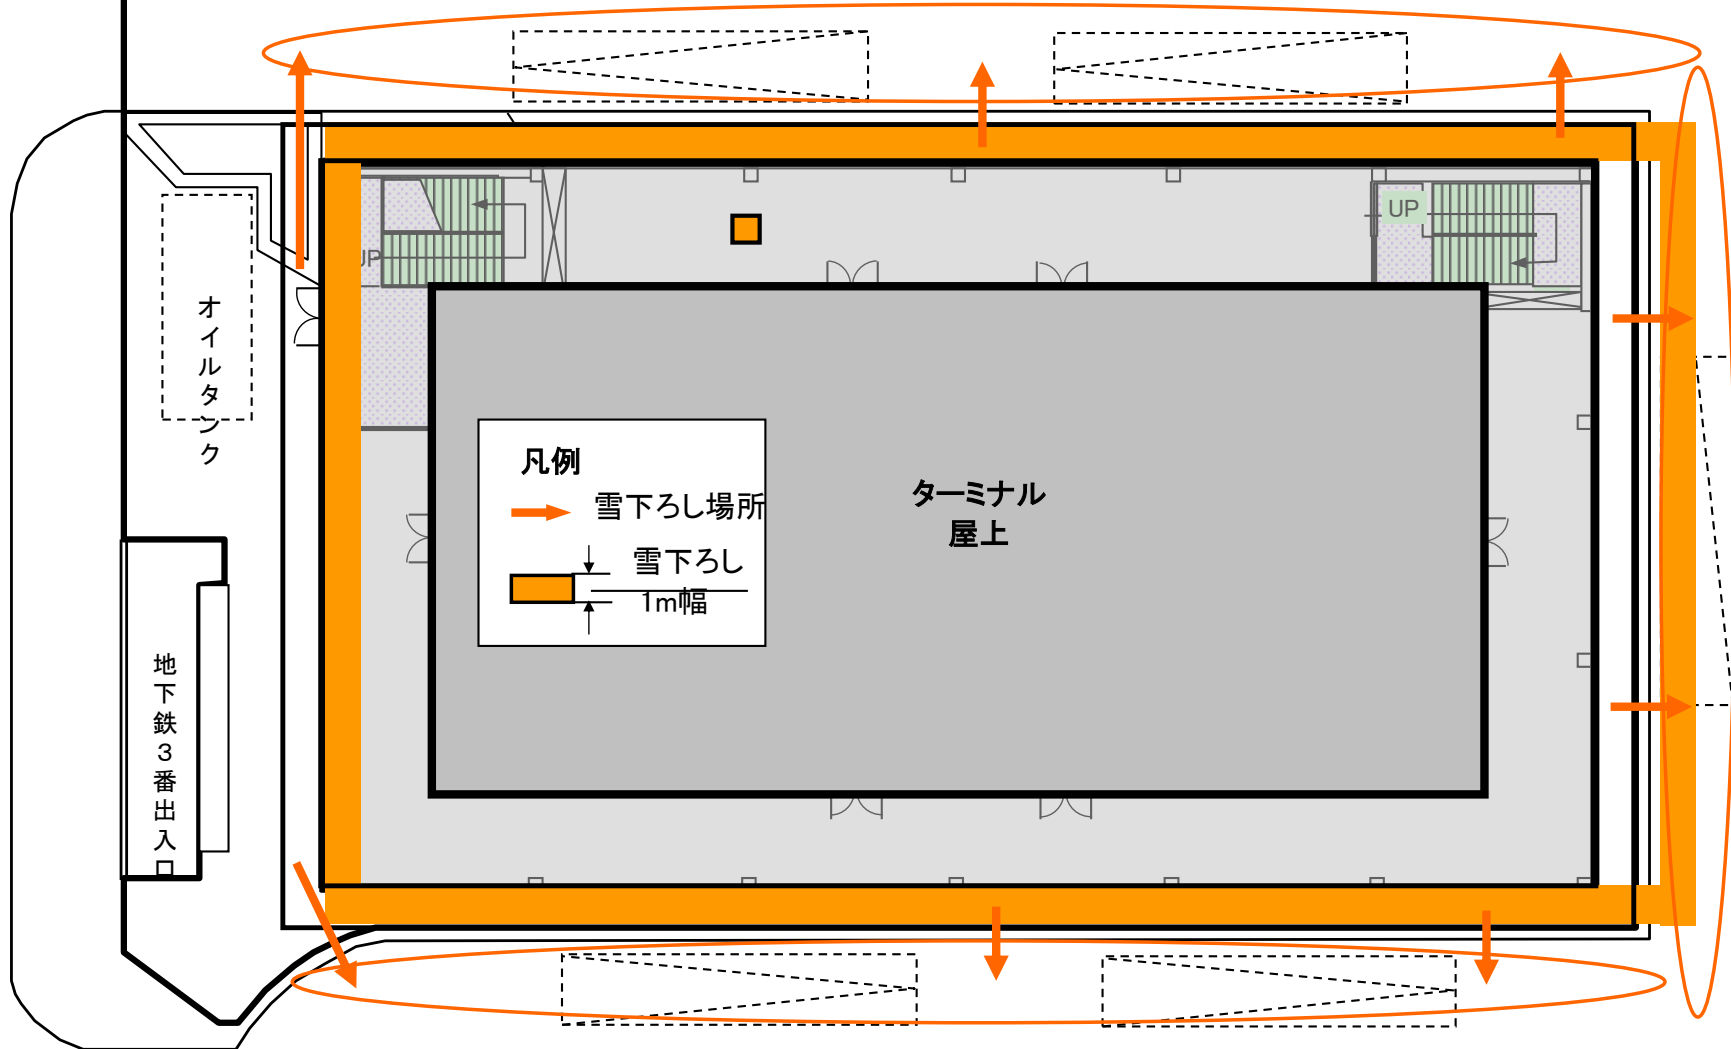 UP
UP
オイルタンク
凡例
雪下ろし場所
雪下ろし
1m幅
ターミナル
屋上
地下鉄3番出入口